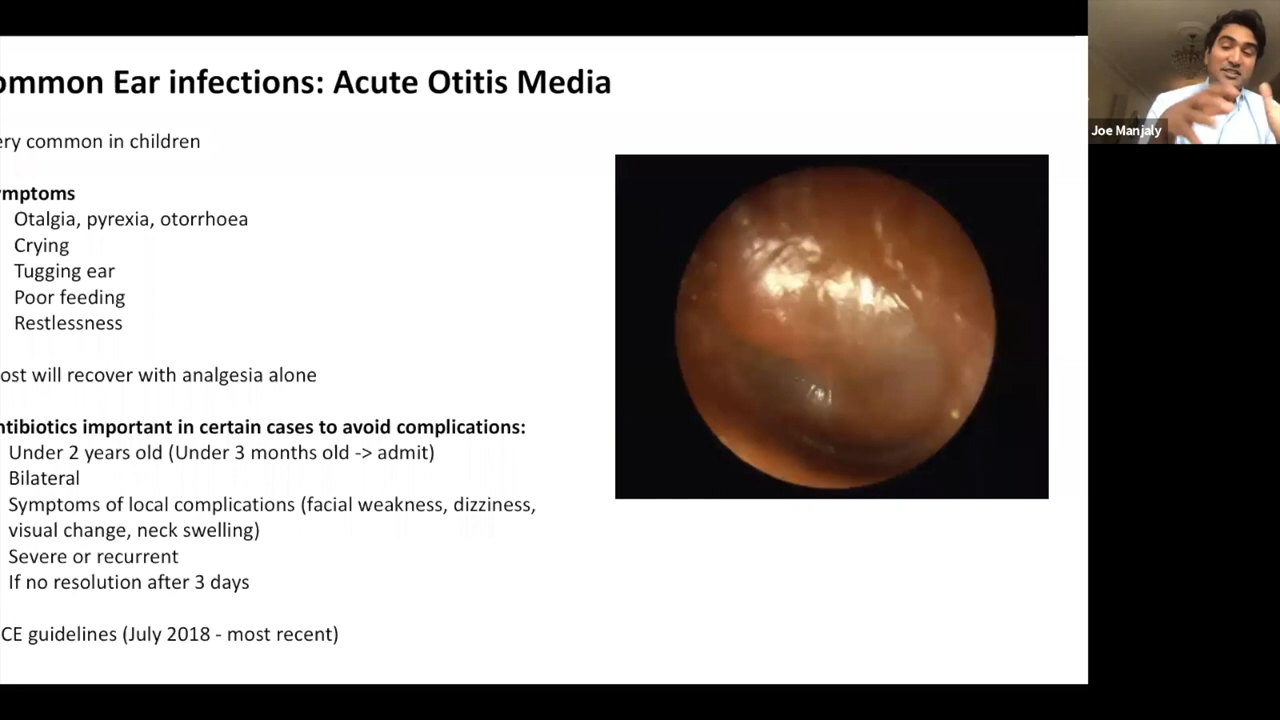 ommon Ear infections: Acute Otitis Media
ery common in children
mptoms
Otalgia, pyrexia, otorrhoea
Crying
Tugging ear
Poor feeding
Restlessness
ost will recover with analgesia alone
ntibiotics important in certain cases to avoid complications:
Under 2 years old (Under 3 months old -> admit)
Bilateral
Symptoms of local complications (facial weakness, dizziness,
visual change, neck swelling)
Severe or recurrent
If no resolution after 3 days
CE guidelines (July 2018 - most recent)
Joe Manjaly